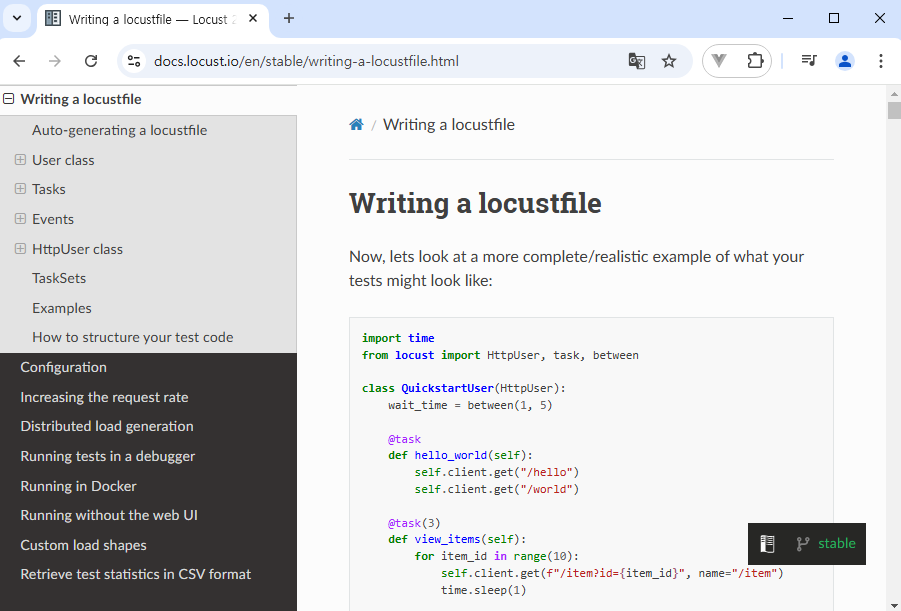 Writing a locustfile — Locust 2
docs.locust.io/en/stable/writing-a-locustfile.html
Writing a locustfile
Auto-generating a locustfile
User class
Tasks
Events
HttpUser class
TaskSets
Examples
How to structure your test code
Configuration
Increasing the request rate
Distributed load generation
Running tests in a debugger
Running in Docker
Running without the web UI
Custom load shapes
Retrieve test statistics in CSV format
/ Writing a locustfile
Writing a locustfile
Now, lets look at a more complete/realistic example of what your
tests might look like:
import time
from locust import HttpUser, task, between
class QuickstartUser(HttpUser):
    wait_time = between(1, 5)
    @task
    def hello_world(self):
        self.client.get("/hello")
        self.client.get("/world")
    @task(3)
    def view_items(self):
        for item_id in range(10):
            self.client.get(f"/item?id={item_id}", name="/item")
            time.sleep(1)
stable